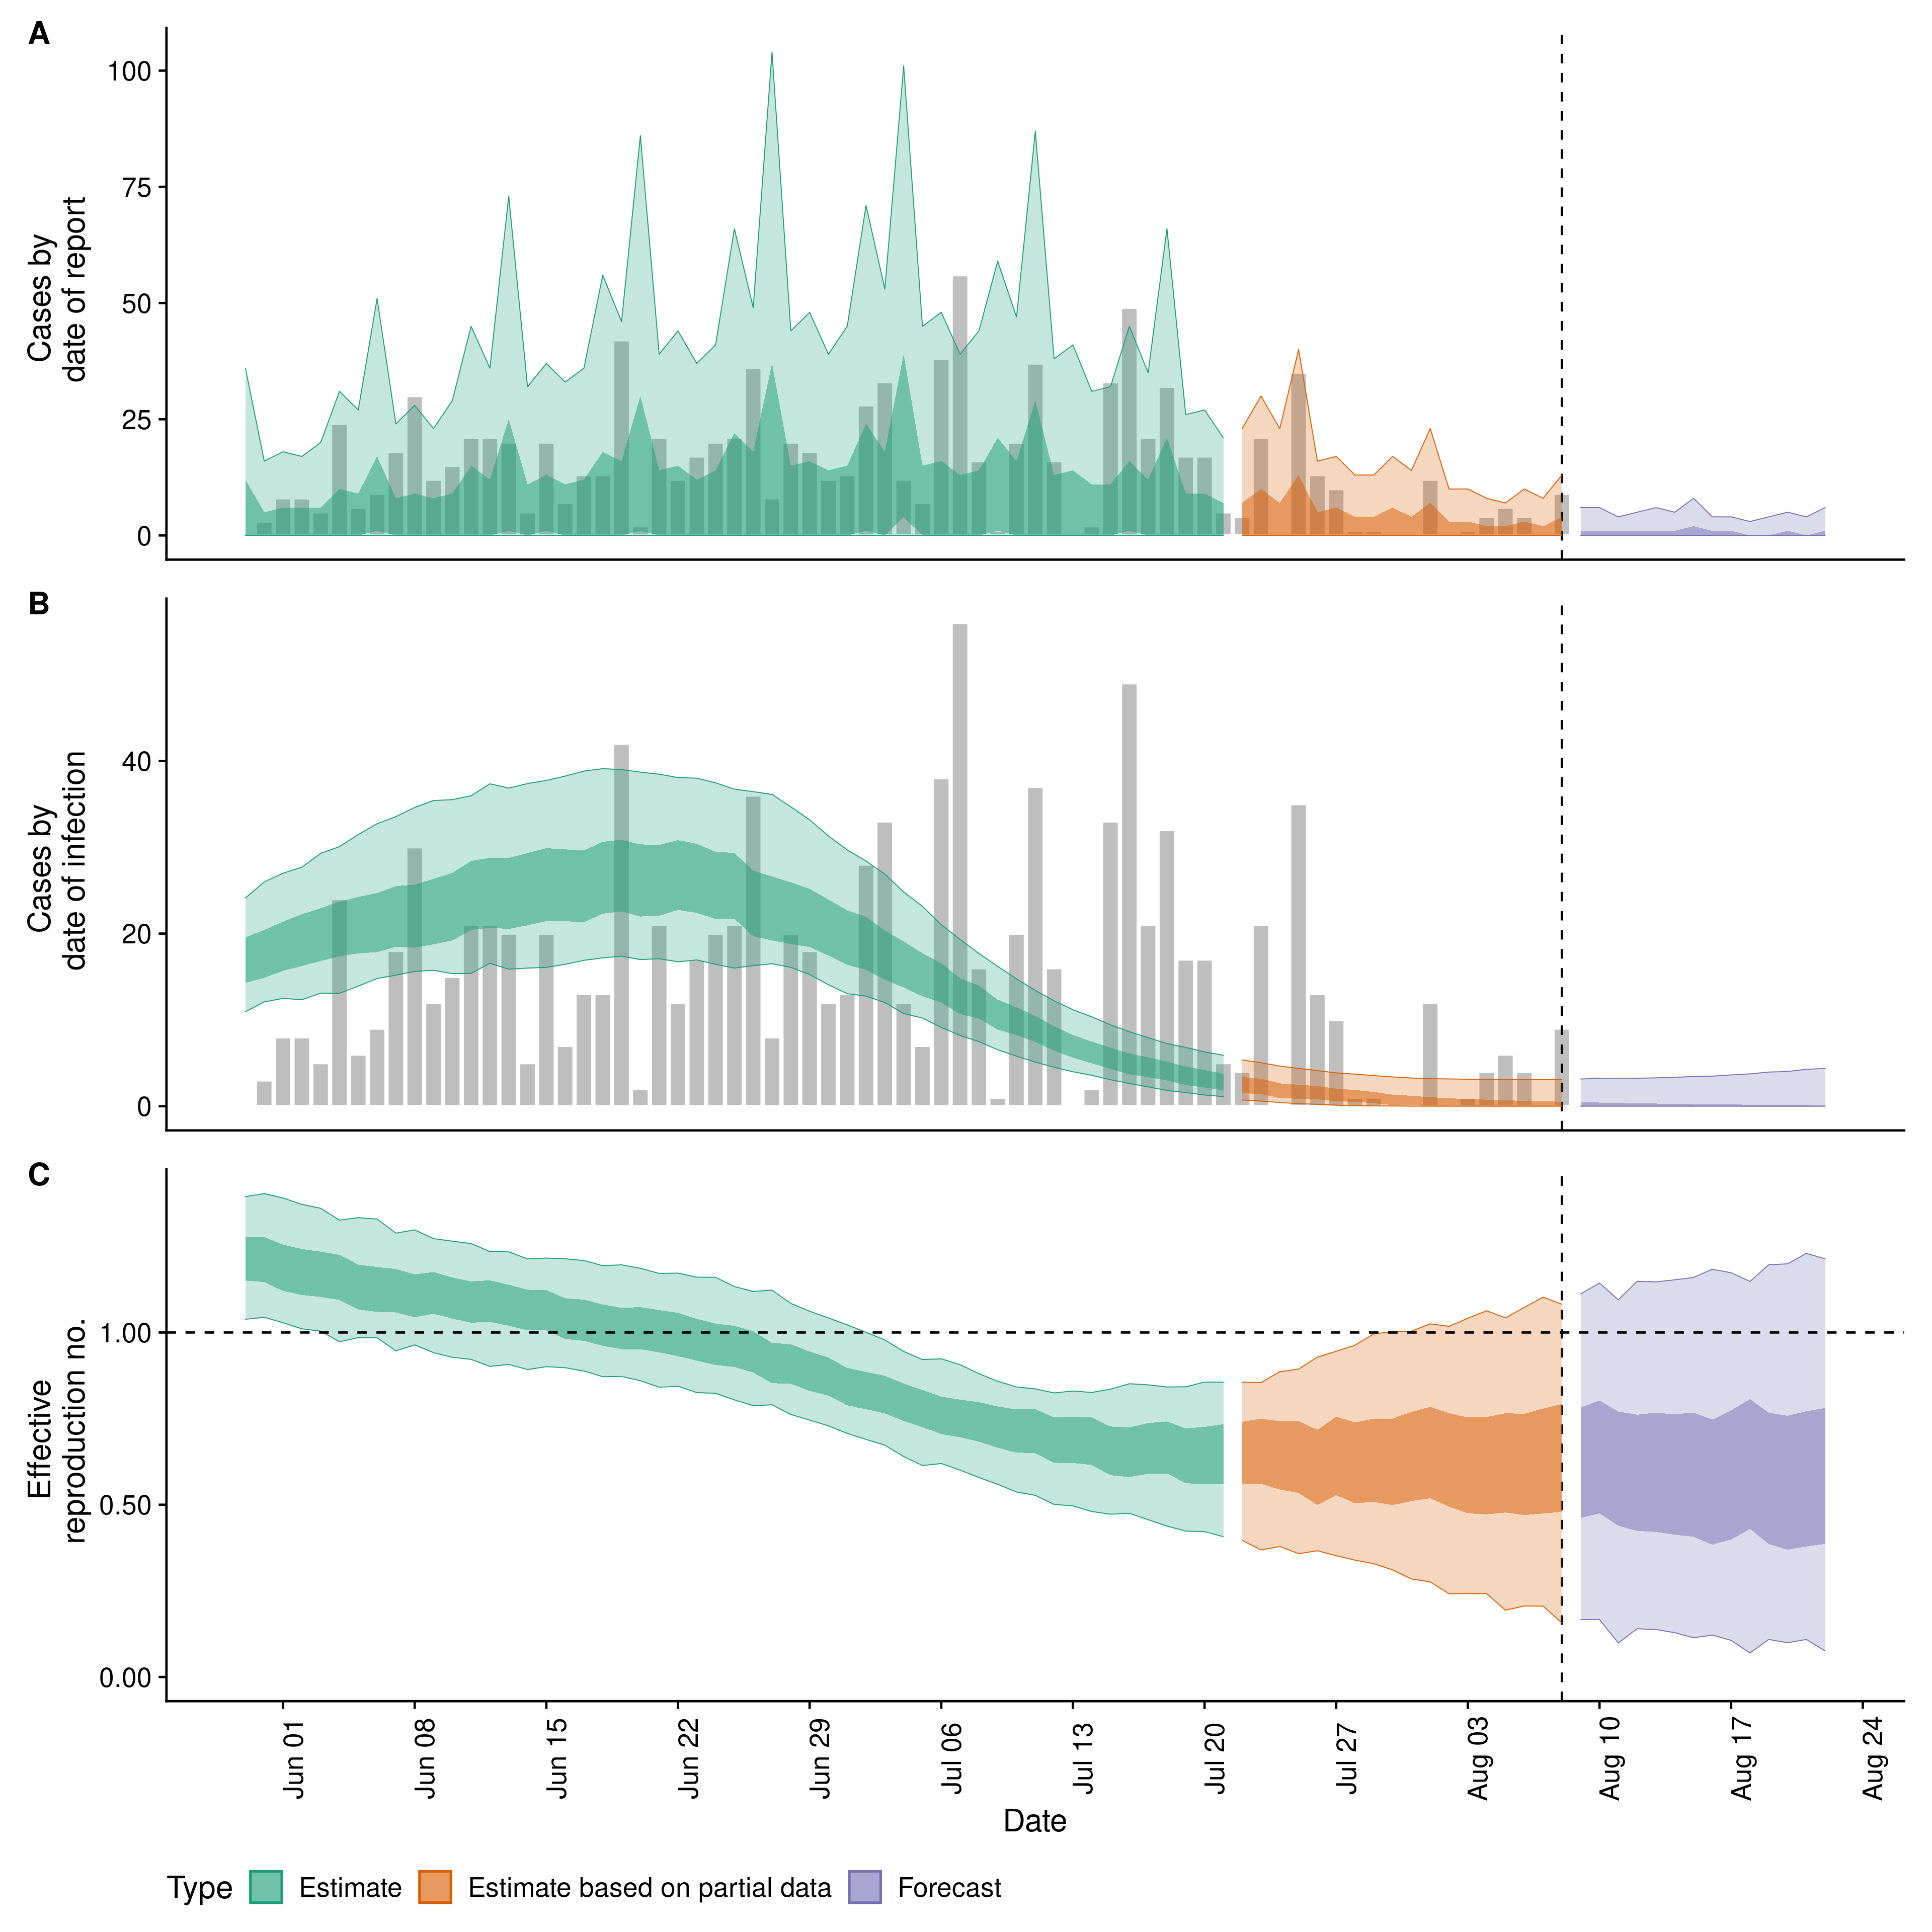 A
100
75
50
25
0
Cases by
date of report
B
40
20
0
Cases by
date of infection
C
1.00
0.50
0.00
Effective
reproduction no.
Jun 01
Jun 08
Jun 15
Jun 22
Jun 29
Jul 06
Jul 13
Jul 20
Jul 27
Aug 03
Aug 10
Aug 17
Aug 24
Date
Type Estimate Estimate based on partial data Forecast